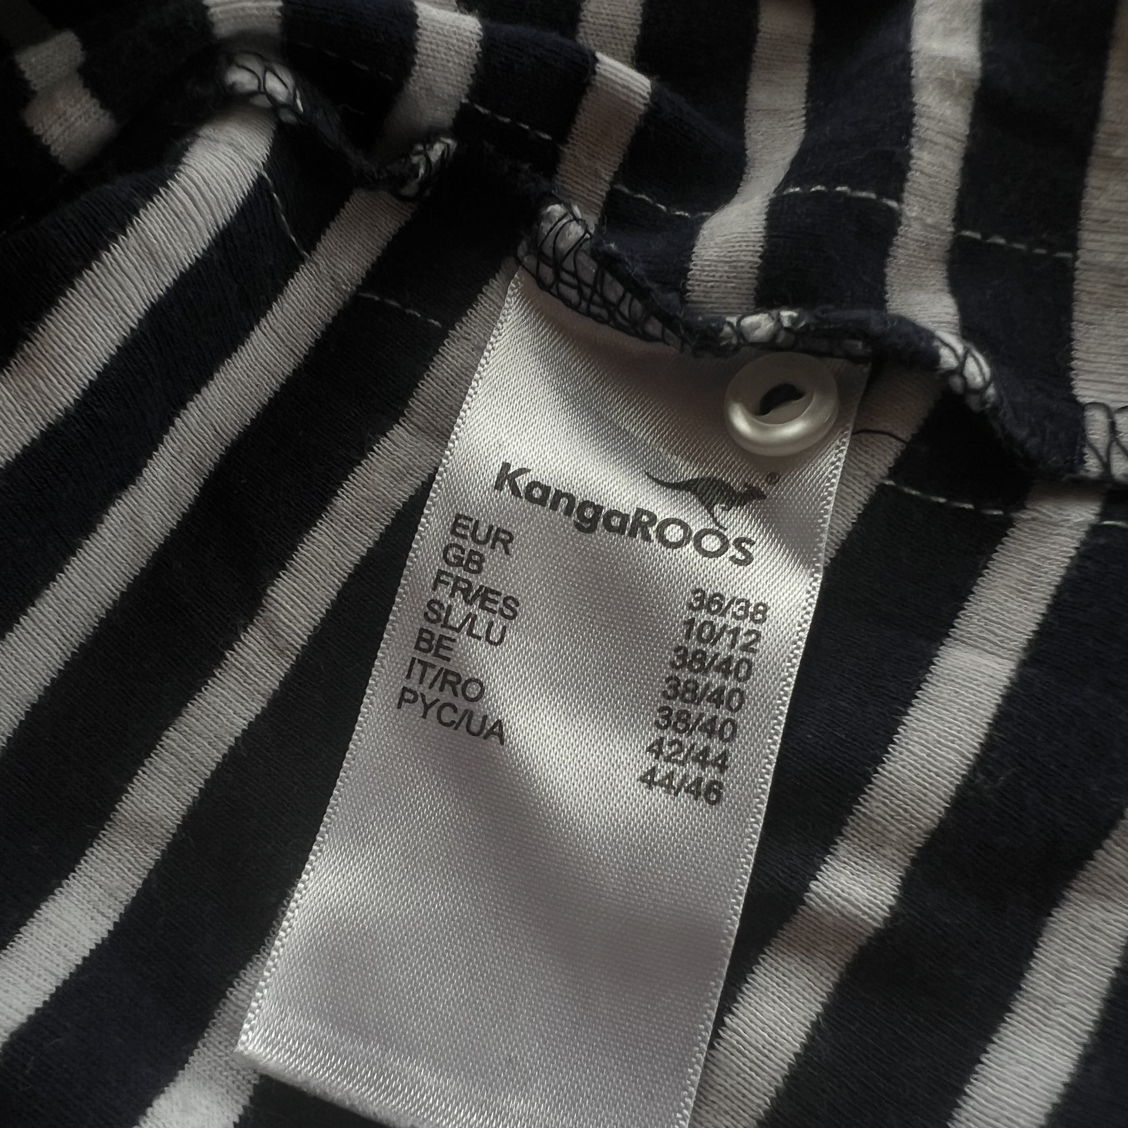 KangaROOS®
EUR 36/38
GB 10/12
FR/ES 38/40
SL/LU 38/40
BE 38/40
IT/RO 42/44
PYC/UA 44/46